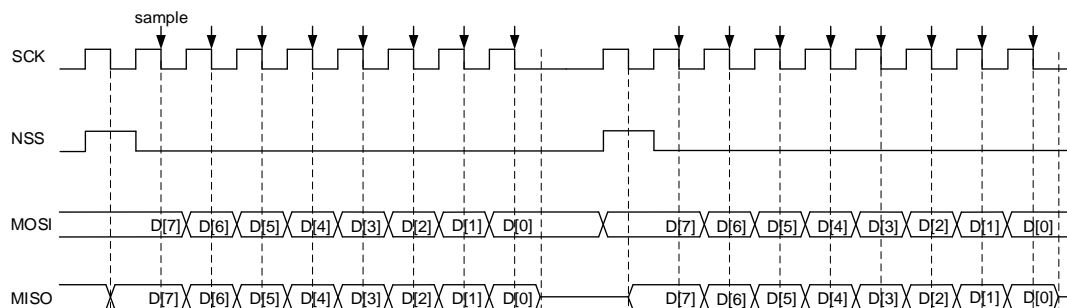 sample
SCK
NSS
MOSI D[7] D[6] D[5] D[4] D[3] D[2] D[1] D[0] D[7] D[6] D[5] D[4] D[3] D[2] D[1] D[0]
MISO D[7] D[6] D[5] D[4] D[3] D[2] D[1] D[0] D[7] D[6] D[5] D[4] D[3] D[2] D[1] D[0]